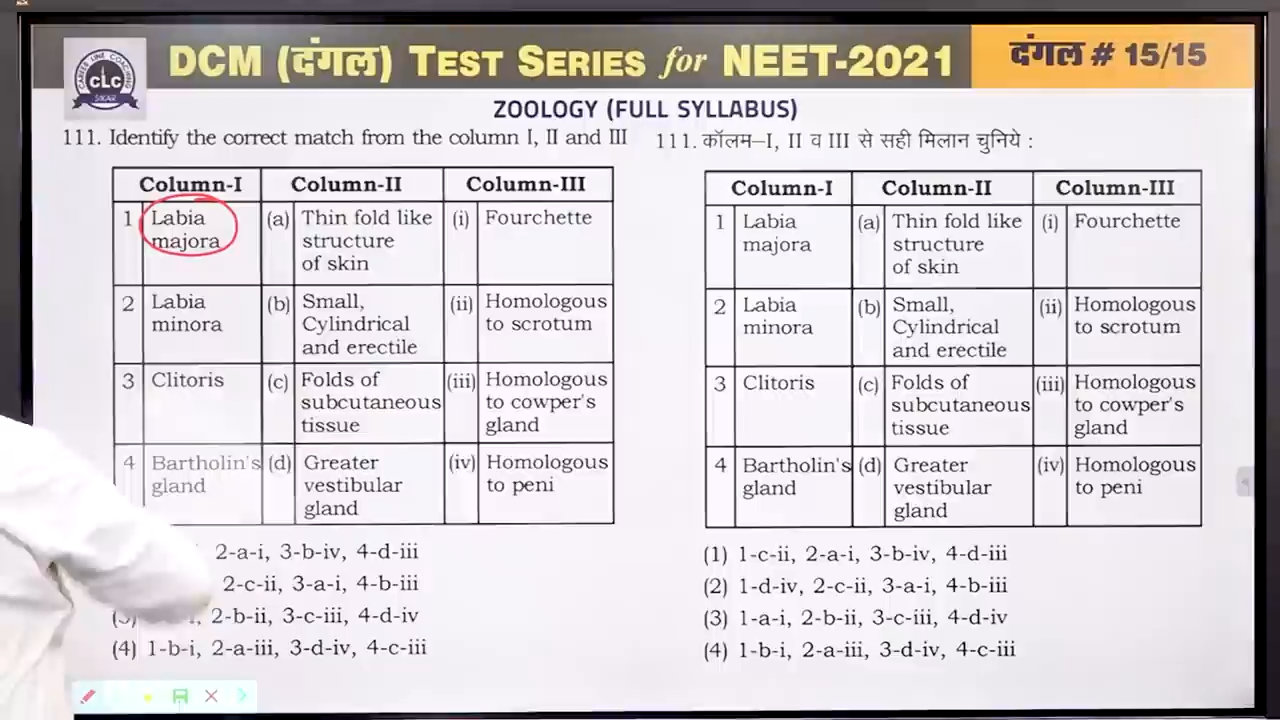 DCM (दंगल) TEST SERIES for NEET-2021
दंगल # 15/15
CLC
SIKAR
ZOOLOGY (FULL SYLLABUS)
111. Identify the correct match from the column I, II and III
Column-I Column-II Column-III
1 Labia majora (a) Thin fold like structure of skin (i) Fourchette
2 Labia minora (b) Small, Cylindrical and erectile (ii) Homologous to scrotum
3 Clitoris (c) Folds of subcutaneous tissue (iii) Homologous to cowper's gland
4 Bartholin's gland (d) Greater vestibular gland (iv) Homologous to peni
2-a-i, 3-b-iv, 4-d-iii
2-c-ii, 3-a-i, 4-b-iii
2-b-ii, 3-c-iii, 4-d-iv
(4) 1-b-i, 2-a-iii, 3-d-iv, 4-c-iii
111. कॉलम-I, II व III से सही मिलान चुनिये :
Column-I Column-II Column-III
1 Labia majora (a) Thin fold like structure of skin (i) Fourchette
2 Labia minora (b) Small, Cylindrical and erectile (ii) Homologous to scrotum
3 Clitoris (c) Folds of subcutaneous tissue (iii) Homologous to cowper's gland
4 Bartholin's gland (d) Greater vestibular gland (iv) Homologous to peni
(1) 1-c-ii, 2-a-i, 3-b-iv, 4-d-iii
(2) 1-d-iv, 2-c-ii, 3-a-i, 4-b-iii
(3) 1-a-i, 2-b-ii, 3-c-iii, 4-d-iv
(4) 1-b-i, 2-a-iii, 3-d-iv, 4-c-iii